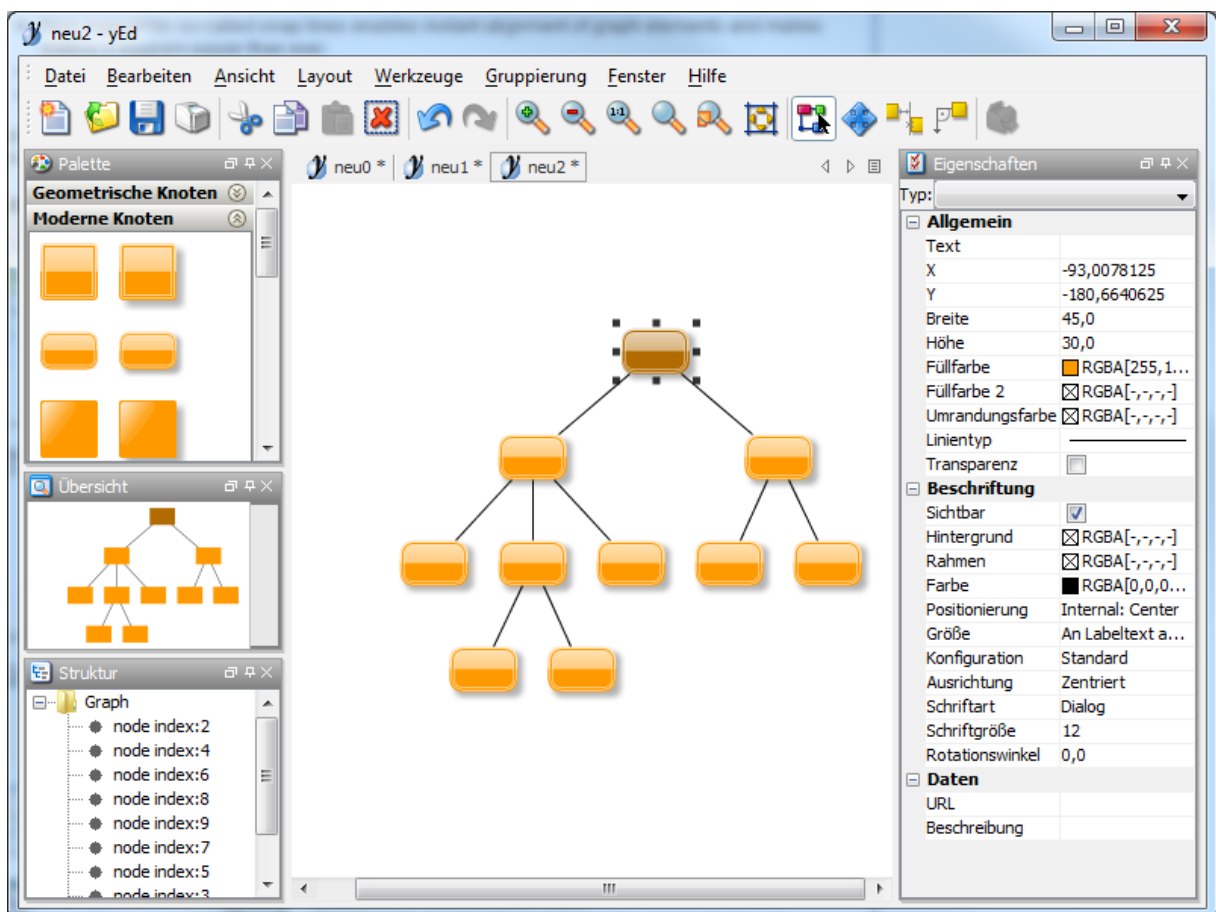 neu2 - yEd
Datei Bearbeiten Ansicht Layout Werkzeuge Gruppierung Fenster Hilfe
1:1
Palette
Geometrische Knoten
Moderne Knoten
Übersicht
Struktur
Graph
node index:2
node index:4
node index:6
node index:8
node index:9
node index:7
node index:5
node index:3
neu0 * neu1 * neu2 *
Eigenschaften
Typ:
Allgemein
Text
X -93,0078125
Y -180,6640625
Breite 45,0
Höhe 30,0
Füllfarbe RGBA[255,1...
Füllfarbe 2 RGBA[-,-,-,-]
Umrandungsfarbe RGBA[-,-,-,-]
Linientyp
Transparenz
Beschriftung
Sichtbar
Hintergrund RGBA[-,-,-,-]
Rahmen RGBA[-,-,-,-]
Farbe RGBA[0,0,0...
Positionierung Internal: Center
Größe An Labeltext a...
Konfiguration Standard
Ausrichtung Zentriert
Schriftart Dialog
Schriftgröße 12
Rotationswinkel 0,0
Daten
URL
Beschreibung